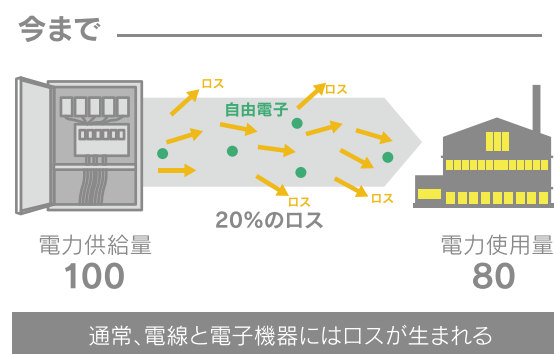 今まで
ロス
ロス
自由電子
ロス
ロス
20%のロス
電力供給量
100
電力使用量
80
通常、電線と電子機器にはロスが生まれる